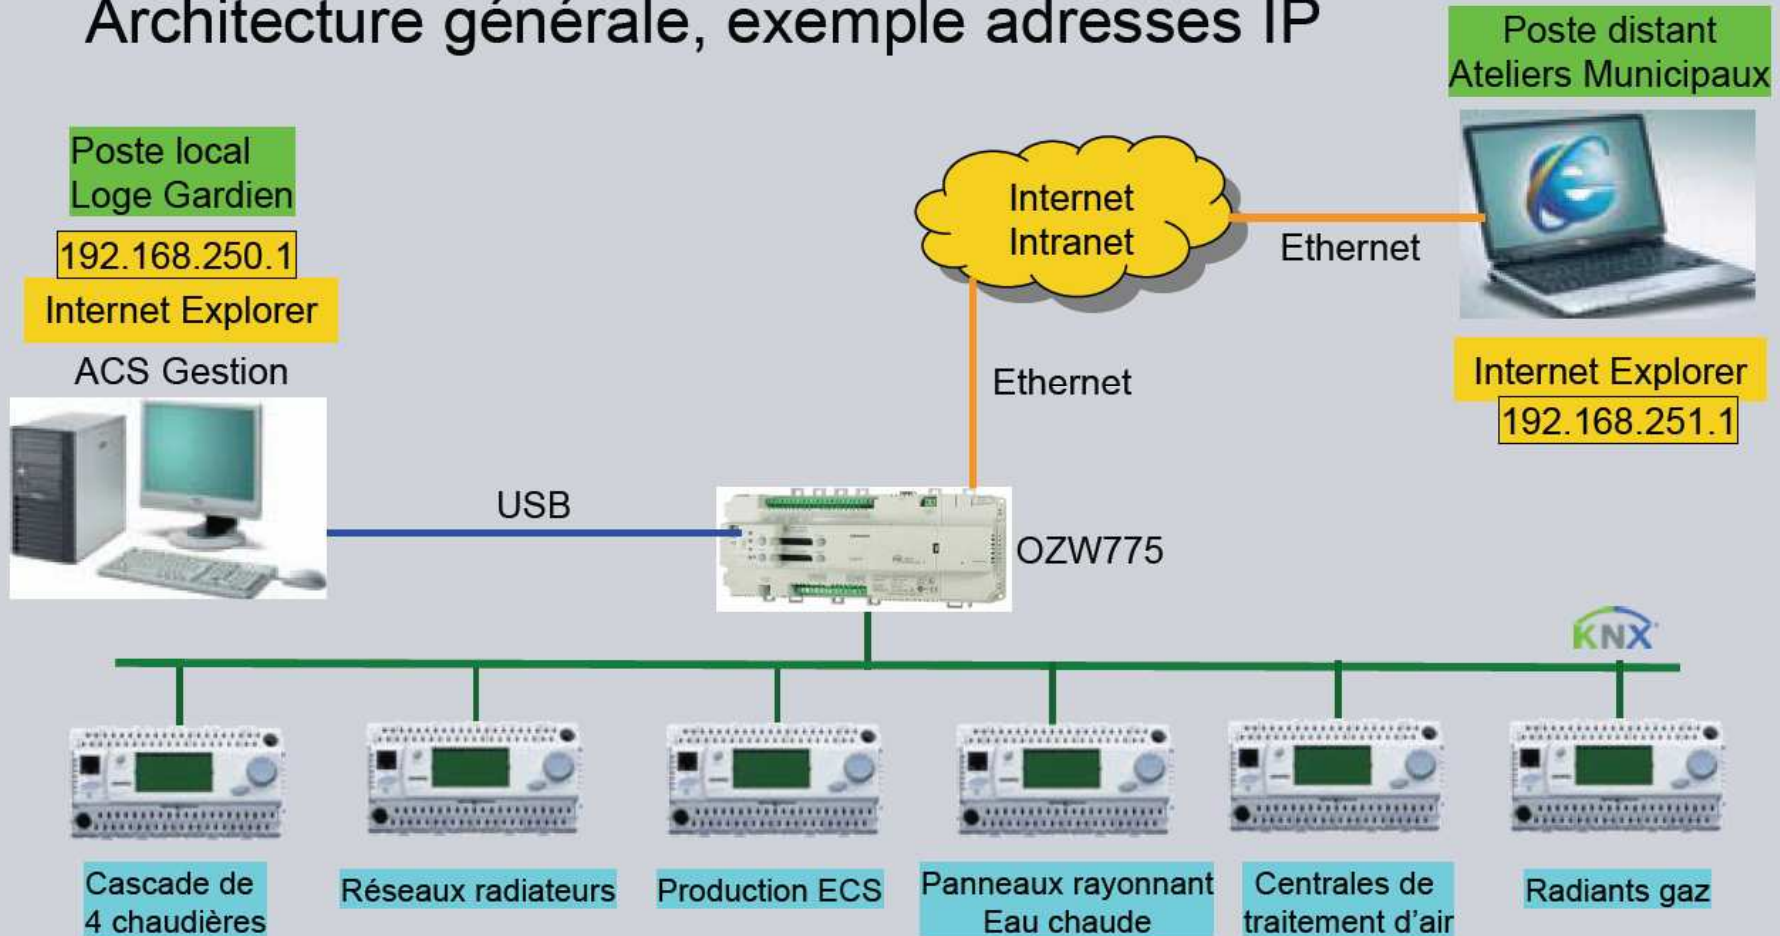 Architecture générale, exemple adresses IP
Poste distant
Ateliers Municipaux
Poste local
Loge Gardien
192.168.250.1
Internet Explorer
ACS Gestion
Internet
Intranet
Ethernet
Ethernet
Internet Explorer
192.168.251.1
USB
OZW775
KNX
Cascade de
4 chaudières
Réseaux radiateurs
Production ECS
Panneaux rayonnant
Eau chaude
Centrales de
traitement d'air
Radiants gaz